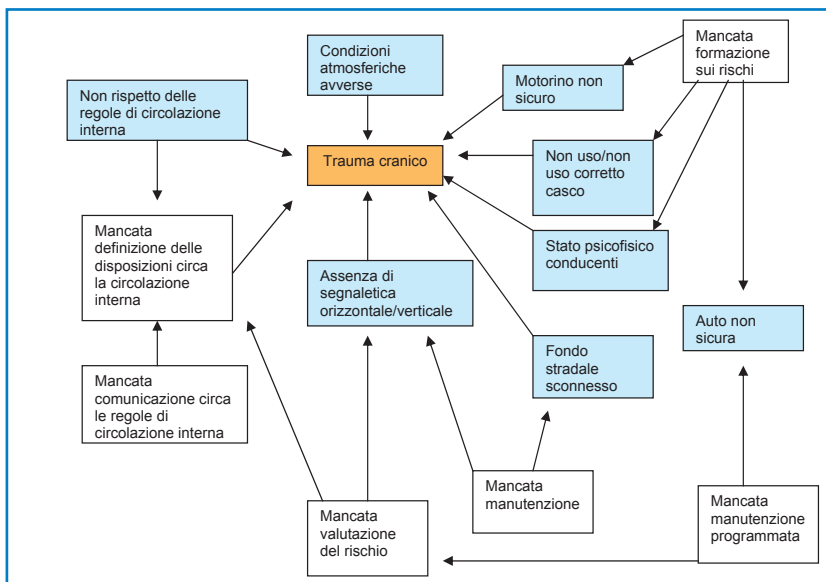 Condizioni
atmosferiche
avverse
Mancata
formazione
sui rischi
Motorino non
sicuro
Non rispetto delle
regole di circolazione
interna
Trauma cranico
Non uso/non
uso corretto
casco
Mancata
definizione delle
disposizioni circa
la circolazione
interna
Stato psicofisico
conducenti
Assenza di
segnaletica
orizzontale/verticale
Auto non
sicura
Fondo
stradale
sconnesso
Mancata
comunicazione circa
le regole di
circolazione interna
Mancata
manutenzione
Mancata
valutazione
del rischio
Mancata
manutenzione
programmata